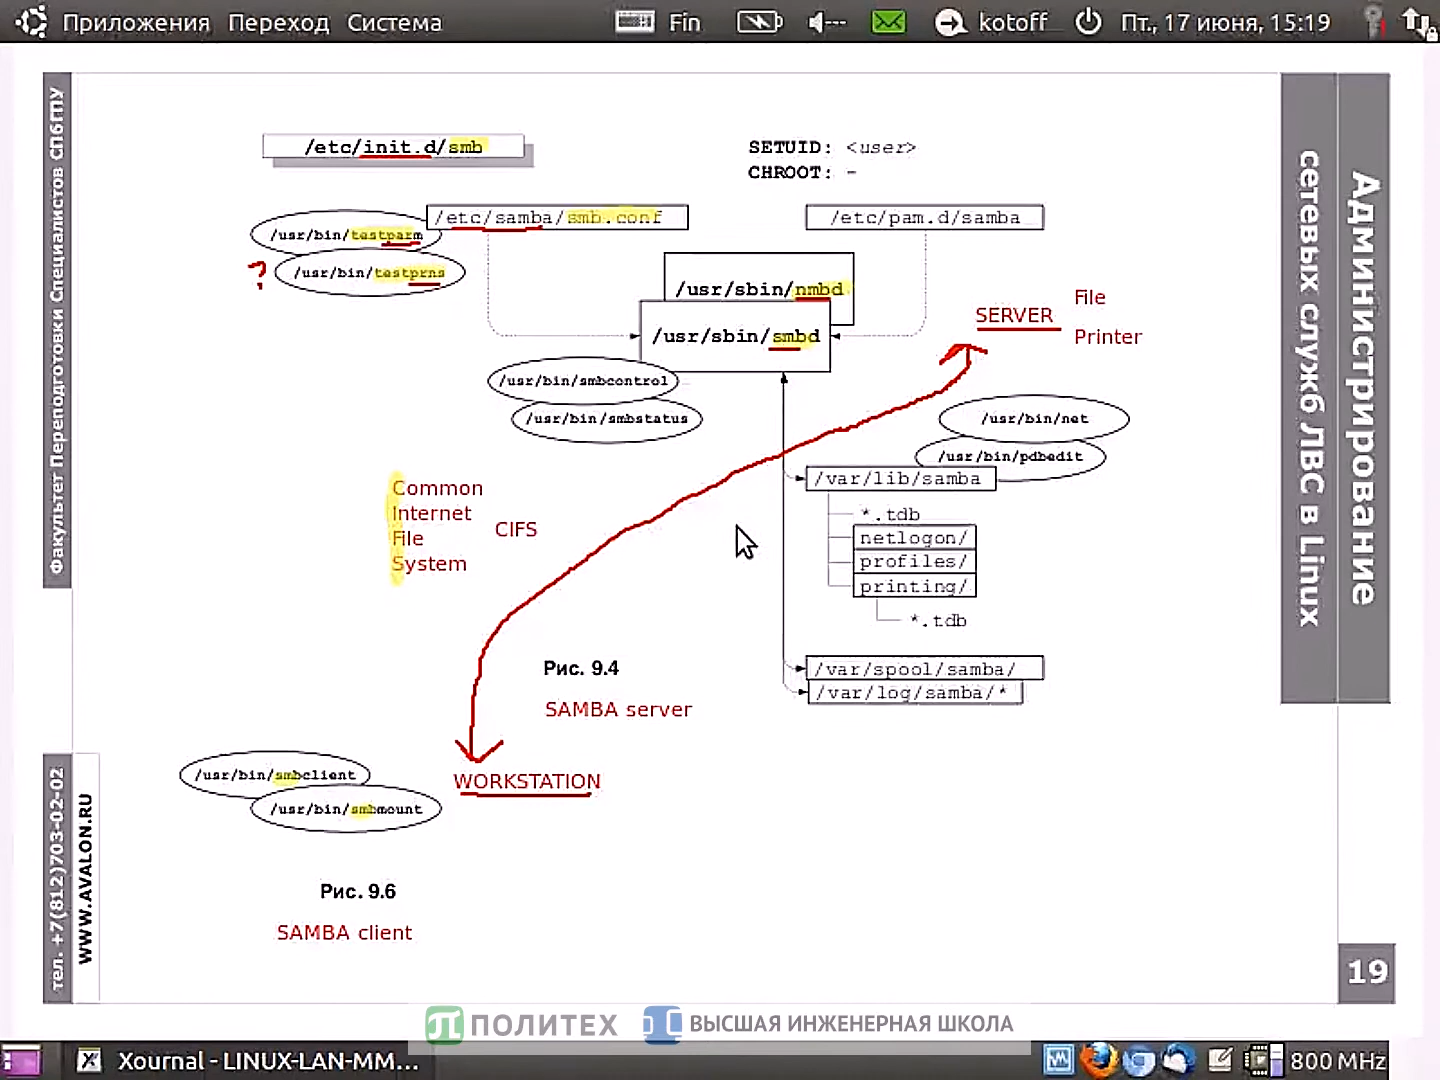 Приложения Переход Система
Fin
kotoff
Пт., 17 июня, 15:19
Факультет Переподготовки Специалистов СПбГПУ
Администрирование
сетевых служб ЛВС в Linux
/etc/init.d/smb
SETUID: <user>
CHROOT: -
/etc/samba/smb.conf
/etc/pam.d/samba
/usr/bin/testparm
?
/usr/bin/testprns
/usr/sbin/nmbd
/usr/sbin/smbd
SERVER
File
Printer
/usr/bin/smbcontrol
/usr/bin/smbstatus
/usr/bin/net
/usr/bin/pdbedit
/var/lib/samba
*.tdb
netlogon/
profiles/
printing/
*.tdb
Common
Internet
File
System
CIFS
/var/spool/samba/
/var/log/samba/*
Рис. 9.4
SAMBA server
/usr/bin/smbclient
/usr/bin/smbmount
WORKSTATION
Рис. 9.6
SAMBA client
тел. +7(812)703-02-02
WWW.AVALON.RU
19
ПОЛИТЕХ
ВЫСШАЯ ИНЖЕНЕРНАЯ ШКОЛА
Xournal - LINUX-LAN-MM...
800 MHz